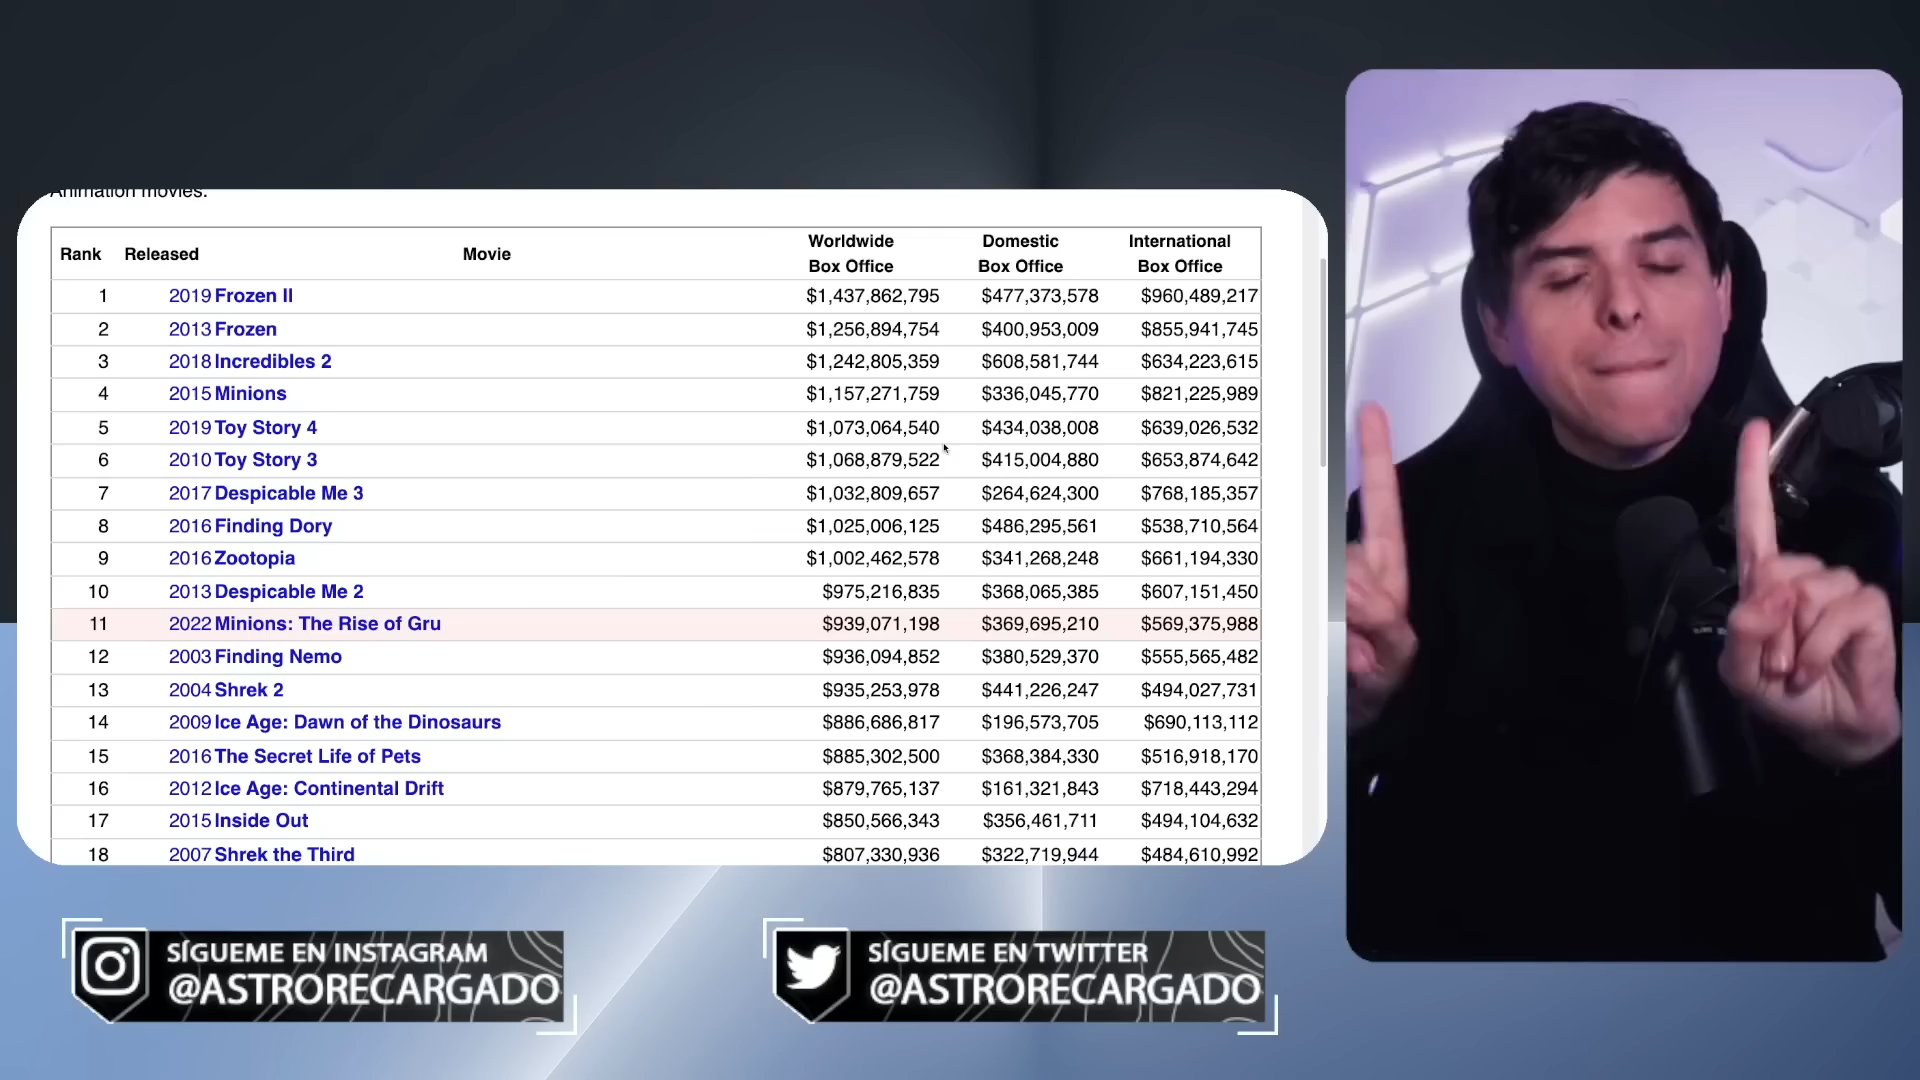 Animation movies.
Rank Released Movie Worldwide Box Office Domestic Box Office International Box Office
1 2019 Frozen II $1,437,862,795 $477,373,578 $960,489,217
2 2013 Frozen $1,256,894,754 $400,953,009 $855,941,745
3 2018 Incredibles 2 $1,242,805,359 $608,581,744 $634,223,615
4 2015 Minions $1,157,271,759 $336,045,770 $821,225,989
5 2019 Toy Story 4 $1,073,064,540 $434,038,008 $639,026,532
6 2010 Toy Story 3 $1,068,879,522 $415,004,880 $653,874,642
7 2017 Despicable Me 3 $1,032,809,657 $264,624,300 $768,185,357
8 2016 Finding Dory $1,025,006,125 $486,295,561 $538,710,564
9 2016 Zootopia $1,002,462,578 $341,268,248 $661,194,330
10 2013 Despicable Me 2 $975,216,835 $368,065,385 $607,151,450
11 2022 Minions: The Rise of Gru $939,071,198 $369,695,210 $569,375,988
12 2003 Finding Nemo $936,094,852 $380,529,370 $555,565,482
13 2004 Shrek 2 $935,253,978 $441,226,247 $494,027,731
14 2009 Ice Age: Dawn of the Dinosaurs $886,686,817 $196,573,705 $690,113,112
15 2016 The Secret Life of Pets $885,302,500 $368,384,330 $516,918,170
16 2012 Ice Age: Continental Drift $879,765,137 $161,321,843 $718,443,294
17 2015 Inside Out $850,566,343 $356,461,711 $494,104,632
18 2007 Shrek the Third $807,330,936 $322,719,944 $484,610,992
SÍGUEME EN INSTAGRAM
@ASTRORECARGADO
SÍGUEME EN TWITTER
@ASTRORECARGADO